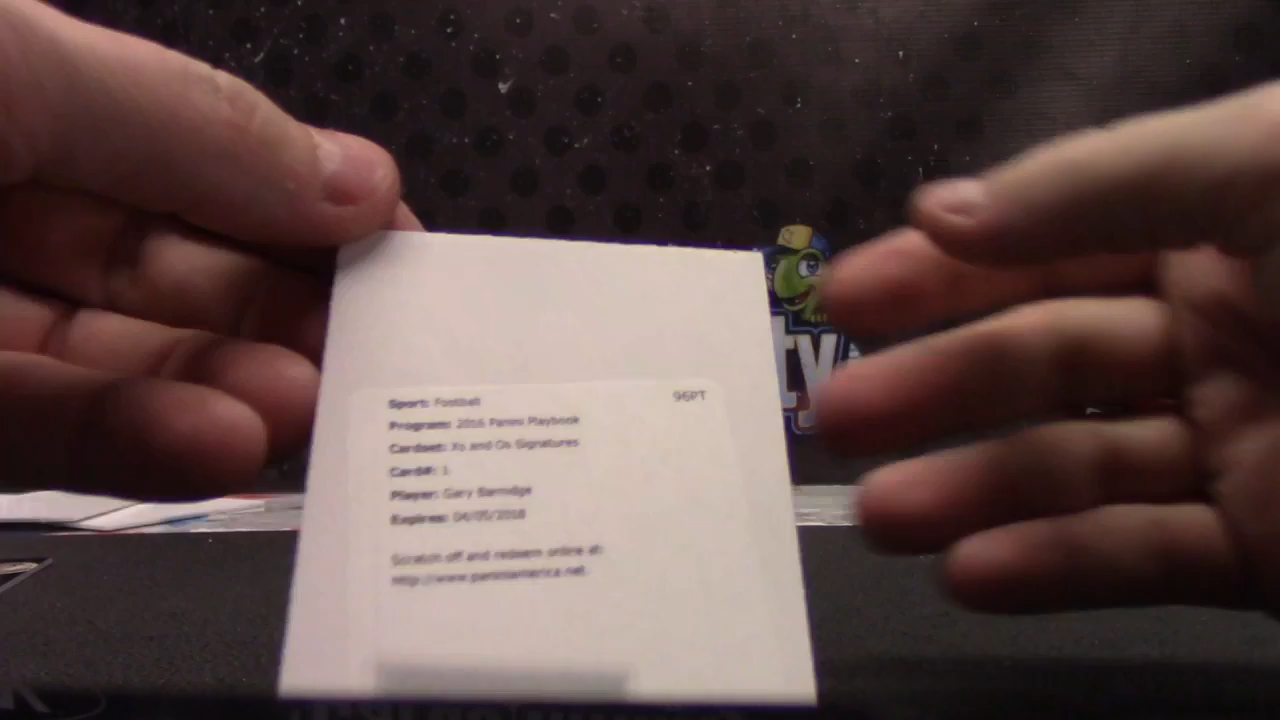 Sport: Football
96PT
Program: 2016 Panini Playbook
Cardset: Xs and Os Signatures
Card#: 1
Player: Gary Barnidge
Expires: 04/05/2018
Scratch off and redeem online at:
http://www.paniniamerica.net
ty